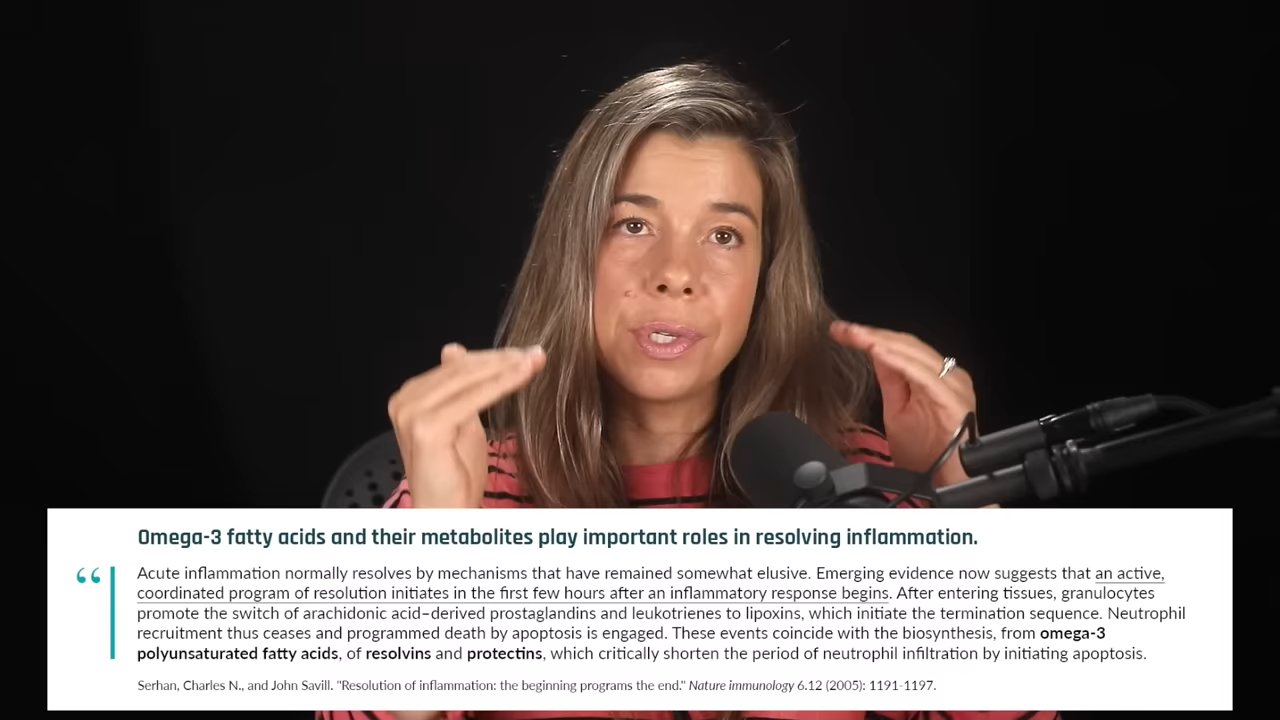 Omega-3 fatty acids and their metabolites play important roles in resolving inflammation.
“ Acute inflammation normally resolves by mechanisms that have remained somewhat elusive. Emerging evidence now suggests that an active,
coordinated program of resolution initiates in the first few hours after an inflammatory response begins. After entering tissues, granulocytes
promote the switch of arachidonic acid–derived prostaglandins and leukotrienes to lipoxins, which initiate the termination sequence. Neutrophil
recruitment thus ceases and programmed death by apoptosis is engaged. These events coincide with the biosynthesis, from omega-3
polyunsaturated fatty acids, of resolvins and protectins, which critically shorten the period of neutrophil infiltration by initiating apoptosis.
Serhan, Charles N., and John Savill. "Resolution of inflammation: the beginning programs the end." Nature immunology 6.12 (2005): 1191-1197.